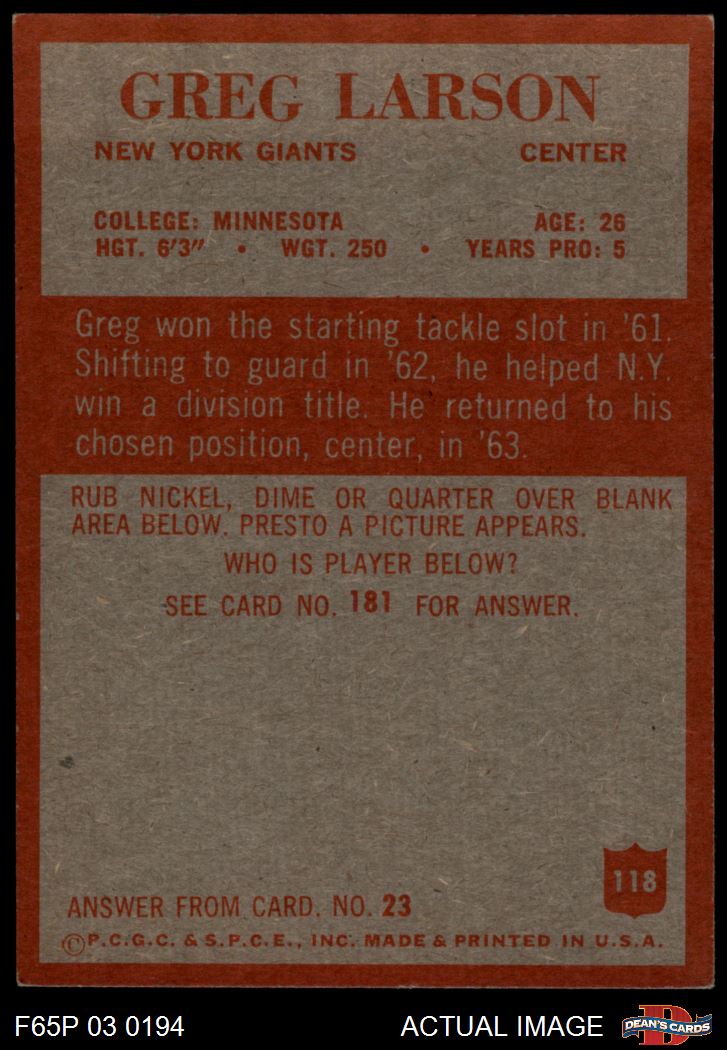 GREG LARSON
NEW YORK GIANTS CENTER
COLLEGE: MINNESOTA AGE: 26
HGT. 6'3" • WGT. 250 • YEARS PRO: 5
Greg won the starting tackle slot in '61.
Shifting to guard in '62, he helped N.Y.
win a division title. He returned to his
chosen position, center, in '63.
RUB NICKEL, DIME OR QUARTER OVER BLANK
AREA BELOW. PRESTO A PICTURE APPEARS.
WHO IS PLAYER BELOW?
SEE CARD NO. 181 FOR ANSWER.
118
ANSWER FROM CARD. NO. 23
©P.C.G.C. & S.P.C.E., INC. MADE & PRINTED IN U.S.A.
F65P 03 0194 ACTUAL IMAGE D DEAN'S CARDS